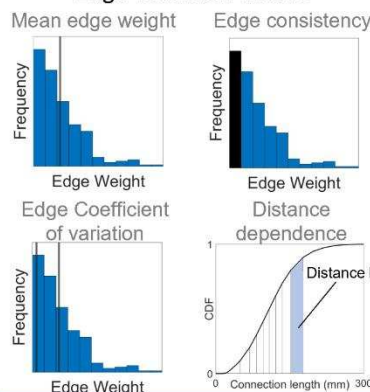 Mean edge weight
Edge consistency
Frequency
Edge Weight
Frequency
Edge Weight
Edge Coefficient
of variation
Distance
dependence
Frequency
Edge Weight
1
CDF
Distance
0
0
Connection length (mm)
300